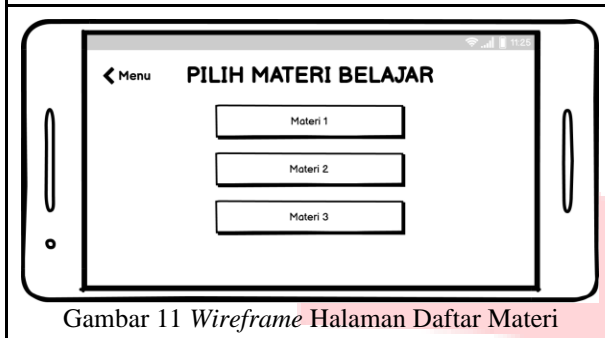 11:25
Menu
PILIH MATERI BELAJAR
Materi 1
Materi 2
Materi 3
Gambar 11 Wireframe Halaman Daftar Materi